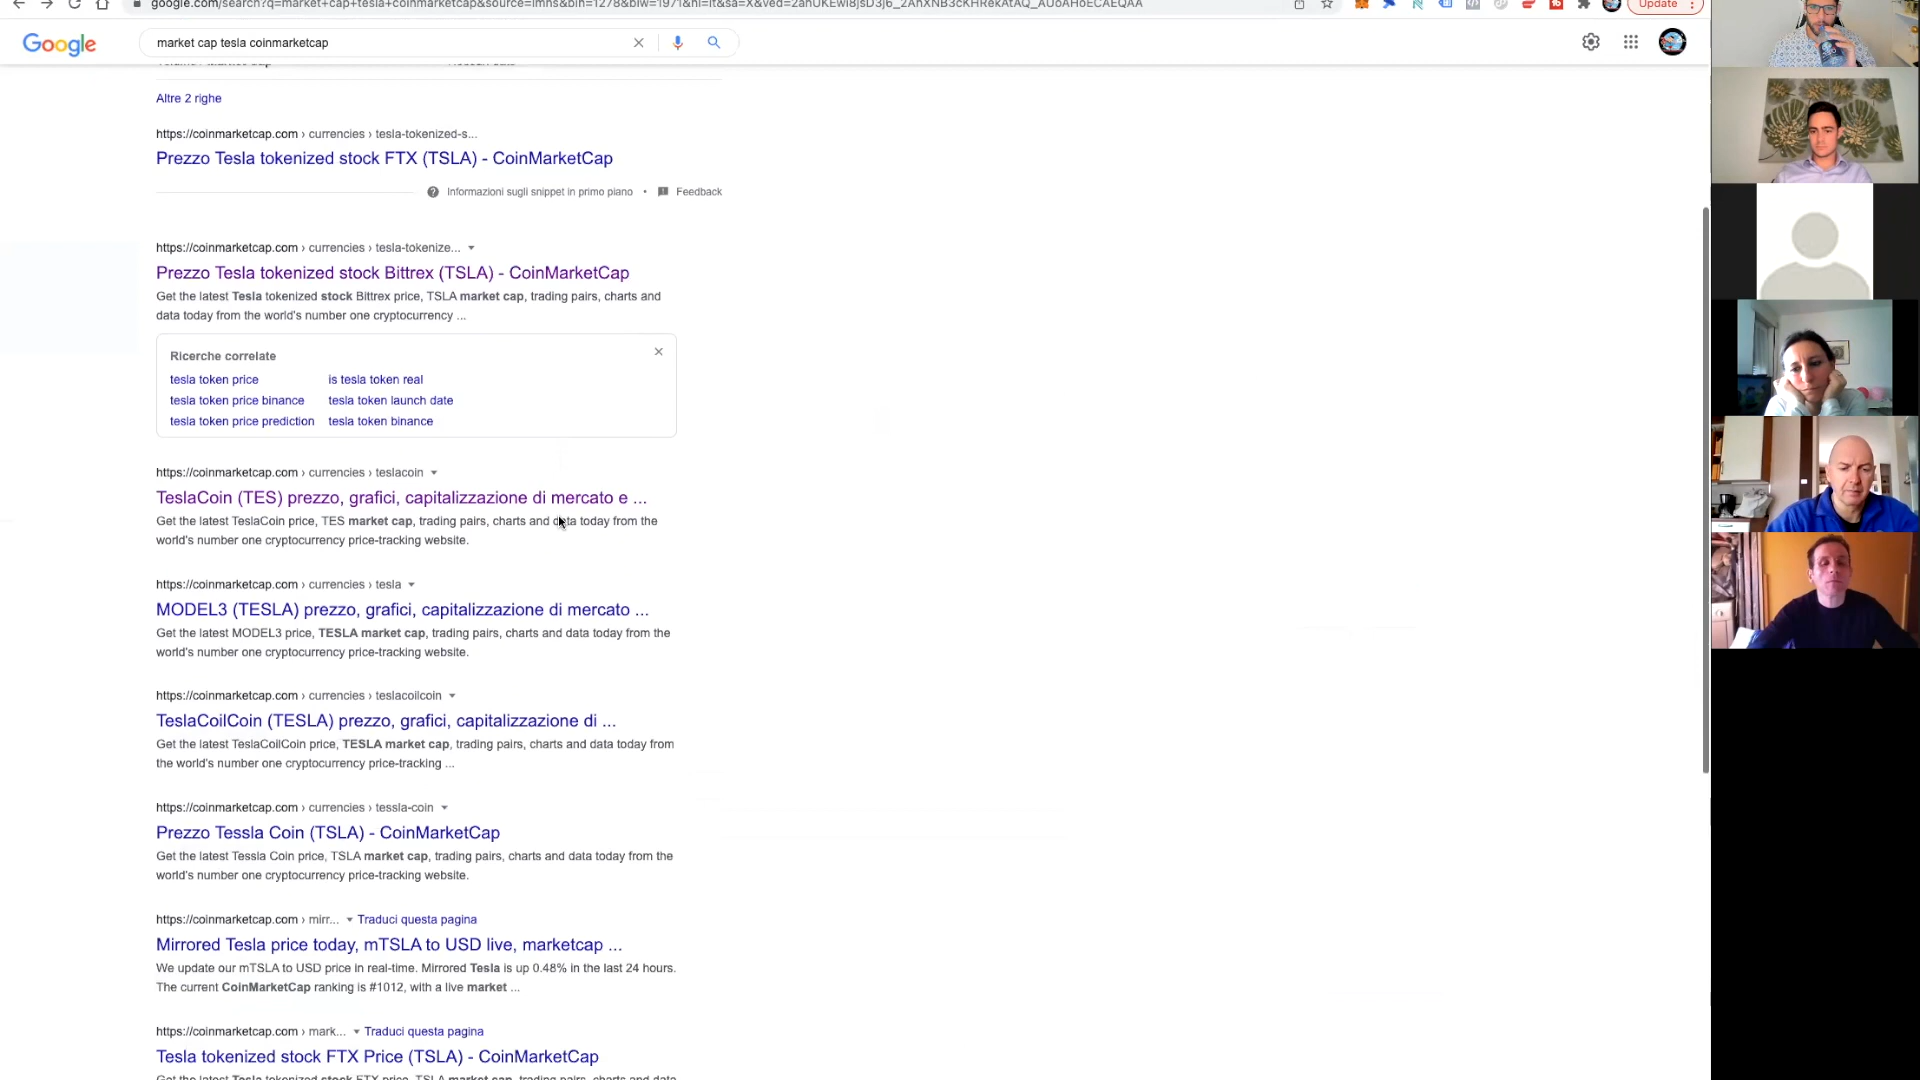 Update
Google
market cap tesla coinmarketcap
Altre 2 righe
https://coinmarketcap.com › currencies › tesla-tokenized-s...
Prezzo Tesla tokenized stock FTX (TSLA) - CoinMarketCap
Informazioni sugli snippet in primo piano • Feedback
https://coinmarketcap.com › currencies › tesla-tokenize...
Prezzo Tesla tokenized stock Bittrex (TSLA) - CoinMarketCap
Get the latest Tesla tokenized stock Bittrex price, TSLA market cap, trading pairs, charts and
data today from the world's number one cryptocurrency ...
Ricerche correlate
tesla token price
is tesla token real
tesla token price binance
tesla token launch date
tesla token price prediction
tesla token binance
https://coinmarketcap.com › currencies › teslacoin
TeslaCoin (TES) prezzo, grafici, capitalizzazione di mercato e ...
Get the latest TeslaCoin price, TES market cap, trading pairs, charts and data today from the
world's number one cryptocurrency price-tracking website.
https://coinmarketcap.com › currencies › tesla
MODEL3 (TESLA) prezzo, grafici, capitalizzazione di mercato ...
Get the latest MODEL3 price, TESLA market cap, trading pairs, charts and data today from the
world's number one cryptocurrency price-tracking website.
https://coinmarketcap.com › currencies › teslacoilcoin
TeslaCoilCoin (TESLA) prezzo, grafici, capitalizzazione di ...
Get the latest TeslaCoilCoin price, TESLA market cap, trading pairs, charts and data today from
the world's number one cryptocurrency price-tracking ...
https://coinmarketcap.com › currencies › tessla-coin
Prezzo Tessla Coin (TSLA) - CoinMarketCap
Get the latest Tessla Coin price, TSLA market cap, trading pairs, charts and data today from the
world's number one cryptocurrency price-tracking website.
https://coinmarketcap.com › mirr... Traduci questa pagina
Mirrored Tesla price today, mTSLA to USD live, marketcap ...
We update our mTSLA to USD price in real-time. Mirrored Tesla is up 0.48% in the last 24 hours.
The current CoinMarketCap ranking is #1012, with a live market ...
https://coinmarketcap.com › mark... Traduci questa pagina
Tesla tokenized stock FTX Price (TSLA) - CoinMarketCap
Get the latest Tesla tokenized stock FTX price, TSLA market cap, trading pairs, charts and data